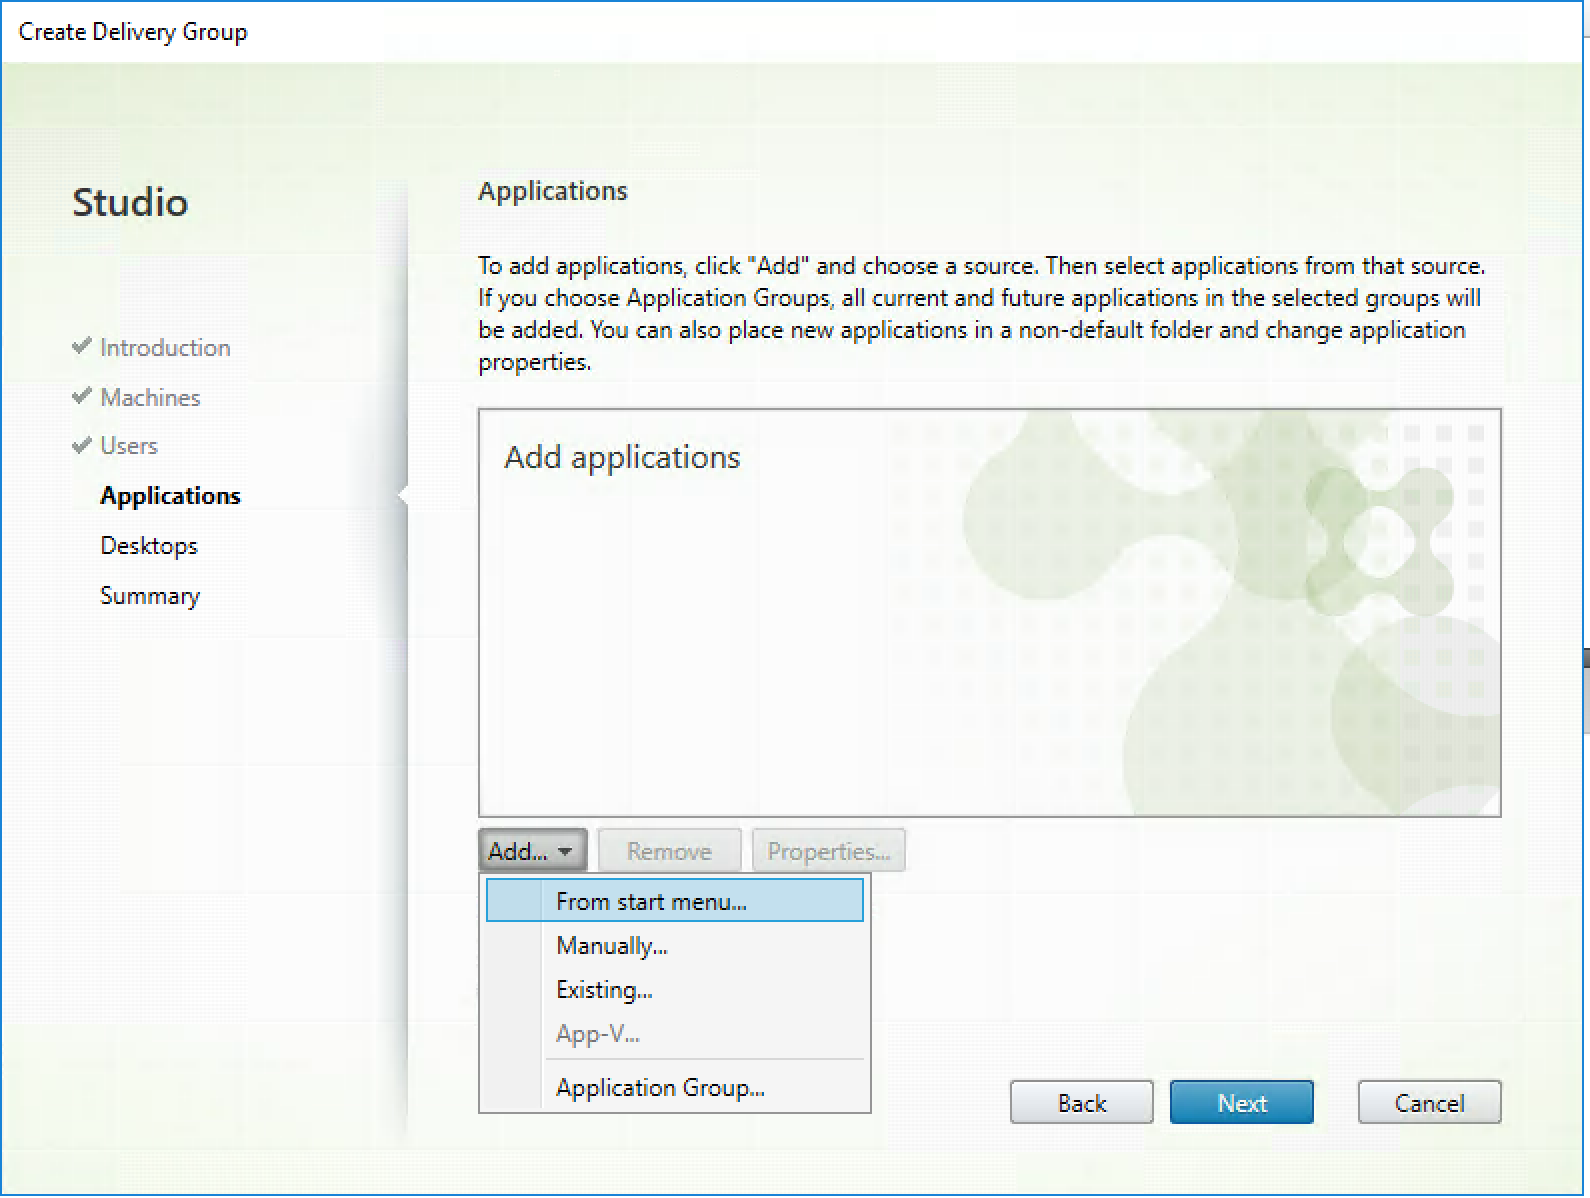 Create Delivery Group
Studio
Introduction
Machines
Users
Applications
Desktops
Summary
Applications
To add applications, click "Add" and choose a source. Then select applications from that source.
If you choose Application Groups, all current and future applications in the selected groups will
be added. You can also place new applications in a non-default folder and change application
properties.
Add applications
Add...
Remove
Properties...
From start menu...
Manually...
Existing...
App-V...
Application Group...
Back
Next
Cancel